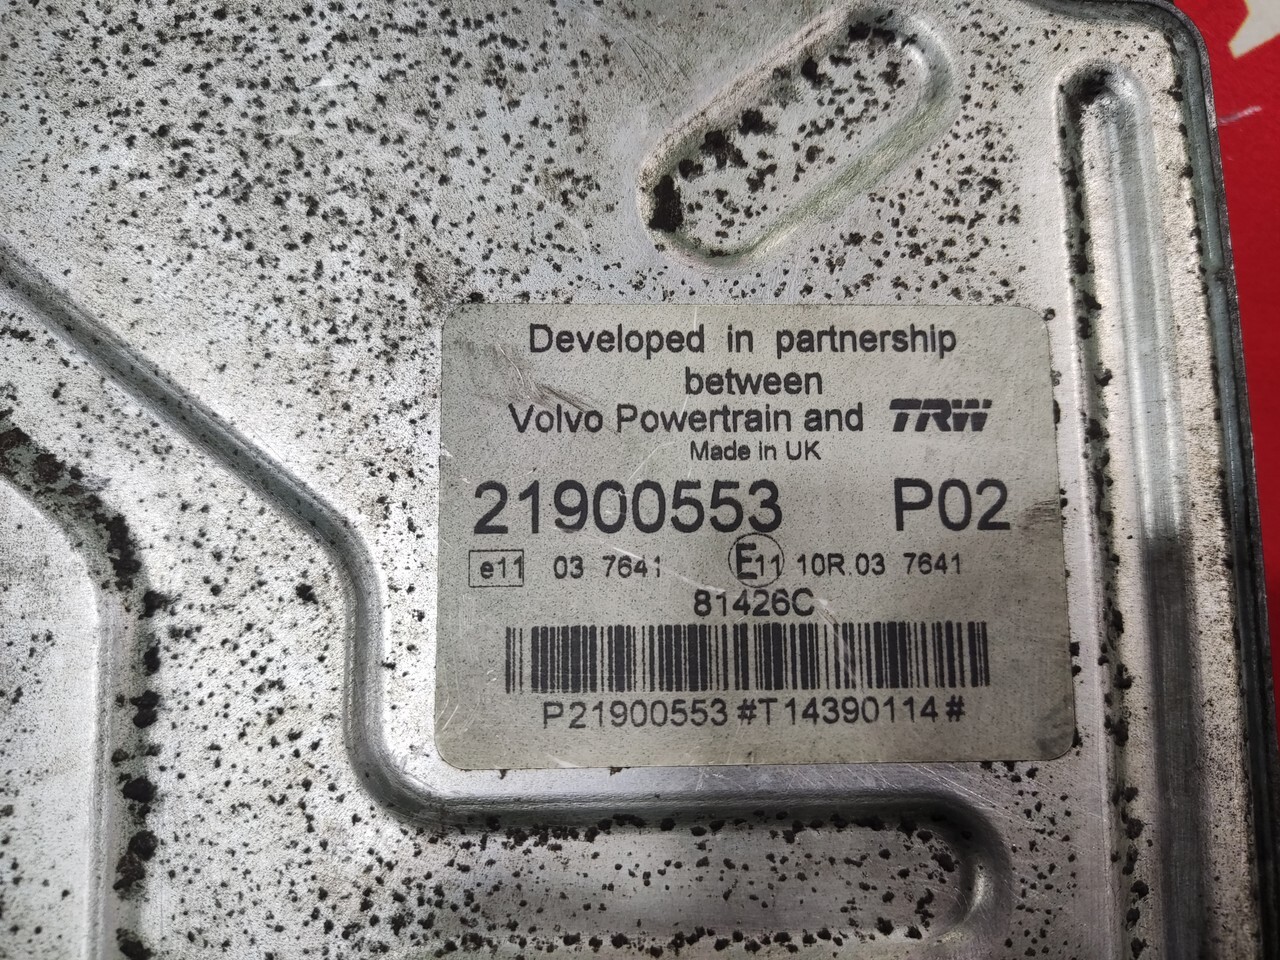 Developed in partnership
between
Volvo Powertrain and TRW
Made in UK
21900553 P02
e11 03 7641 E11 10R.03 7641
81426C
P21900553#T14390114#